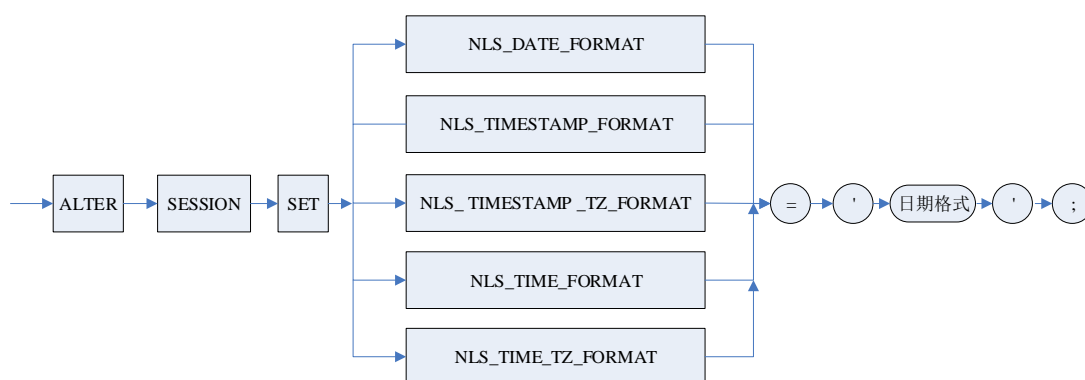 NLS_DATE_FORMAT
NLS_TIMESTAMP_FORMAT
ALTER SESSION SET NLS_ TIMESTAMP _TZ_FORMAT = ' 日期格式 ' ;
NLS_TIME_FORMAT
NLS_TIME_TZ_FORMAT